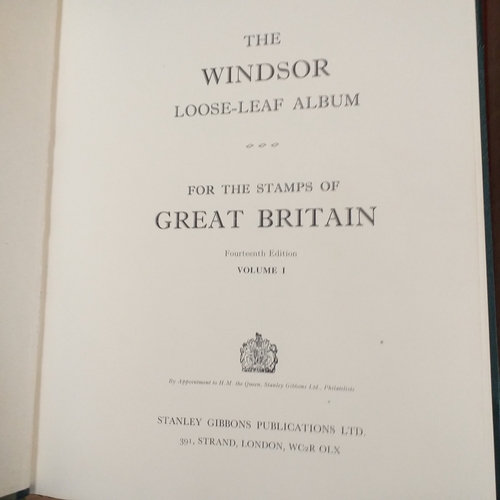 THE
WINDSOR
LOOSE-LEAF ALBUM
FOR THE STAMPS OF
GREAT BRITAIN
Fourteenth Edition
VOLUME I
By Appointment to H.M. the Queen, Stanley Gibbons Ltd., Philatelists
STANLEY GIBBONS PUBLICATIONS LTD.
391, STRAND, LONDON, WC2R OLX